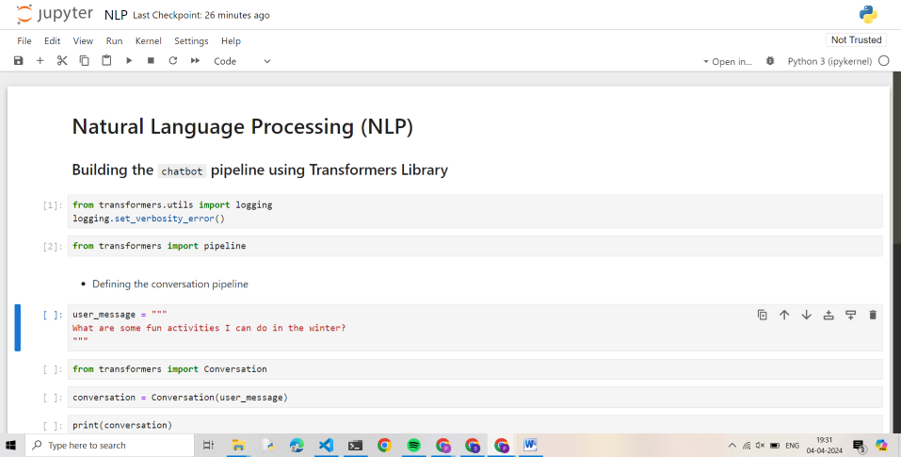 jupyter NLP Last Checkpoint: 26 minutes ago
File Edit View Run Kernel Settings Help
Not Trusted
Code
Open in...
Python 3 (ipykernel)
Natural Language Processing (NLP)
Building the chatbot pipeline using Transformers Library
[1]: from transformers.utils import logging
logging.set_verbosity_error()
[2]: from transformers import pipeline
• Defining the conversation pipeline
[ ]: user_message = """
What are some fun activities I can do in the winter?
"""
[ ]: from transformers import Conversation
[ ]: conversation = Conversation(user_message)
[ ]: print(conversation)
Type here to search
ENG
19:31
04-04-2024
3